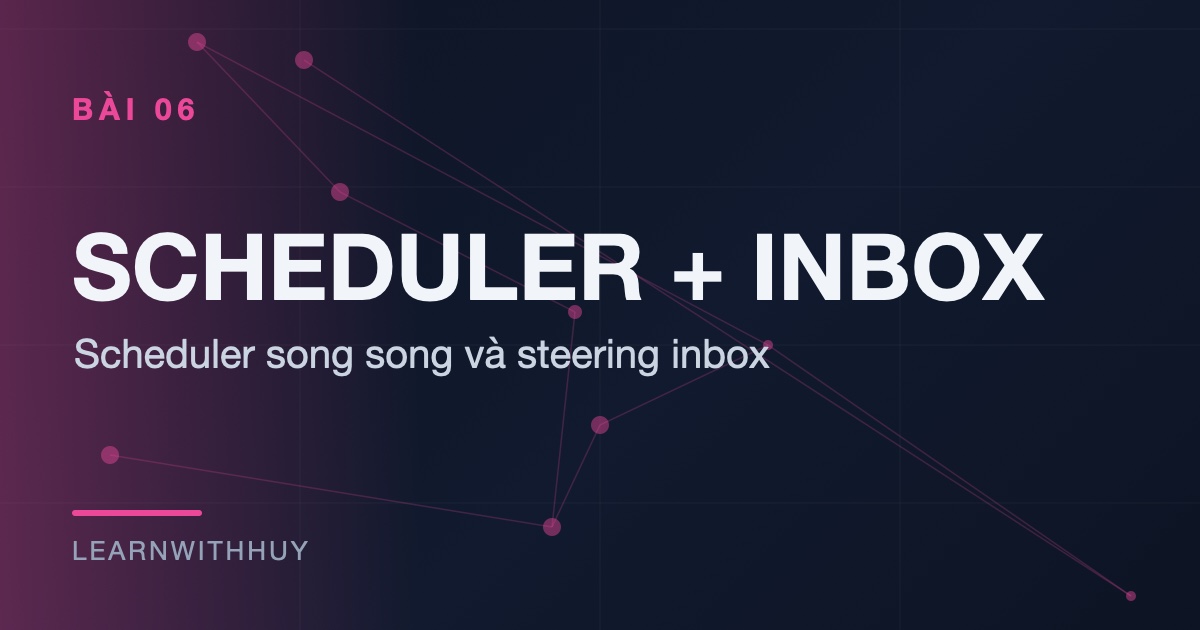 BÀI 06
SCHEDULER + INBOX
Scheduler song song và steering inbox
LEARNWITHHUY